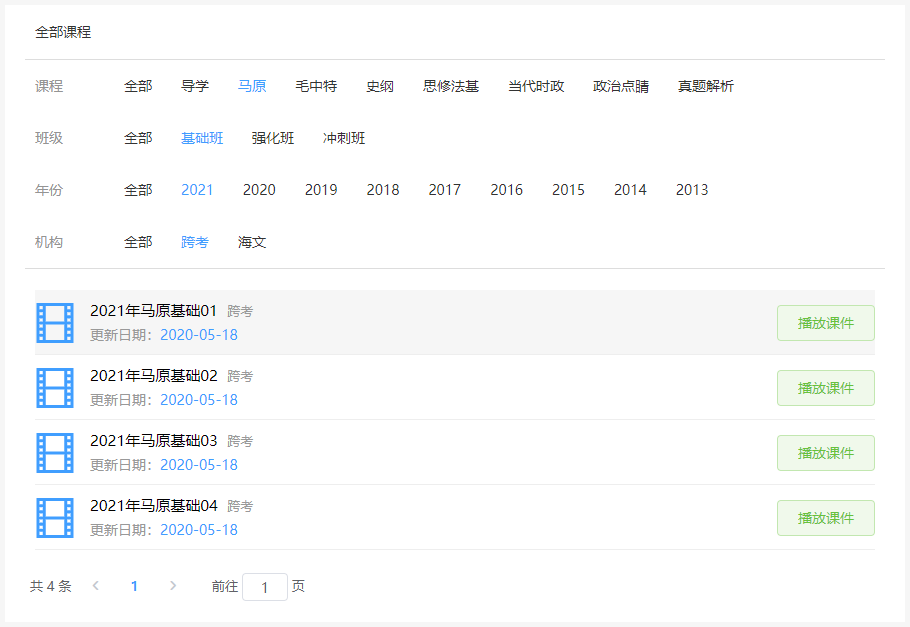 全部课程
课程 全部 导学 马原 毛中特 史纲 思修法基 当代时政 政治点睛 真题解析
班级 全部 基础班 强化班 冲刺班
年份 全部 2021 2020 2019 2018 2017 2016 2015 2014 2013
机构 全部 跨考 海文
2021年马原基础01 跨考
更新日期：2020-05-18
播放课件
2021年马原基础02 跨考
更新日期：2020-05-18
播放课件
2021年马原基础03 跨考
更新日期：2020-05-18
播放课件
2021年马原基础04 跨考
更新日期：2020-05-18
播放课件
共 4 条 < 1 > 前往 1 页